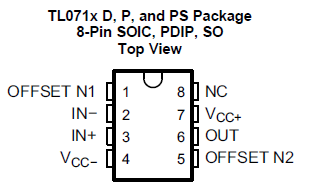 TL071x D, P, and PS Package
8-Pin SOIC, PDIP, SO
Top View
OFFSET N1 1 8 NC
IN− 2 7 VCC+
IN+ 3 6 OUT
VCC− 4 5 OFFSET N2